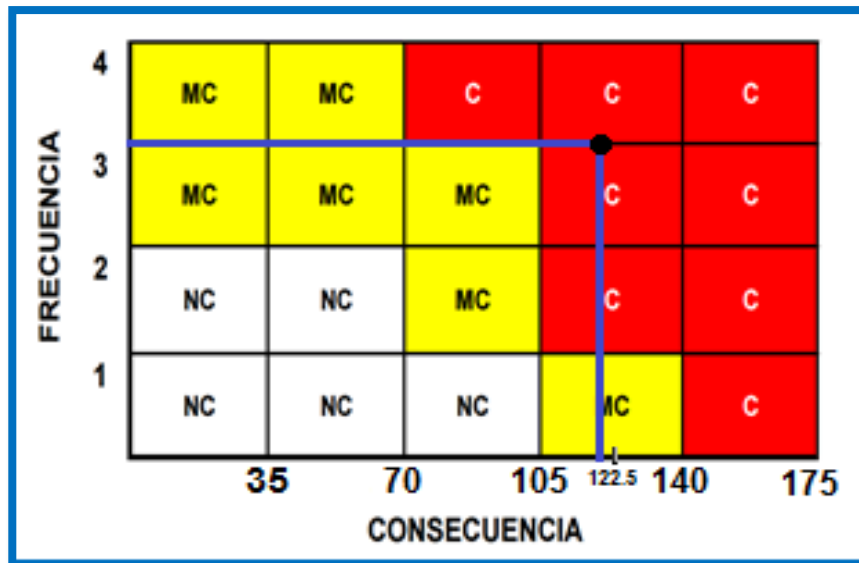 4 MC MC C C C
3 MC MC MC C C
2 NC NC MC C C
1 NC NC NC MC C
35 70 105 122.5 140 175
FRECUENCIA
CONSECUENCIA